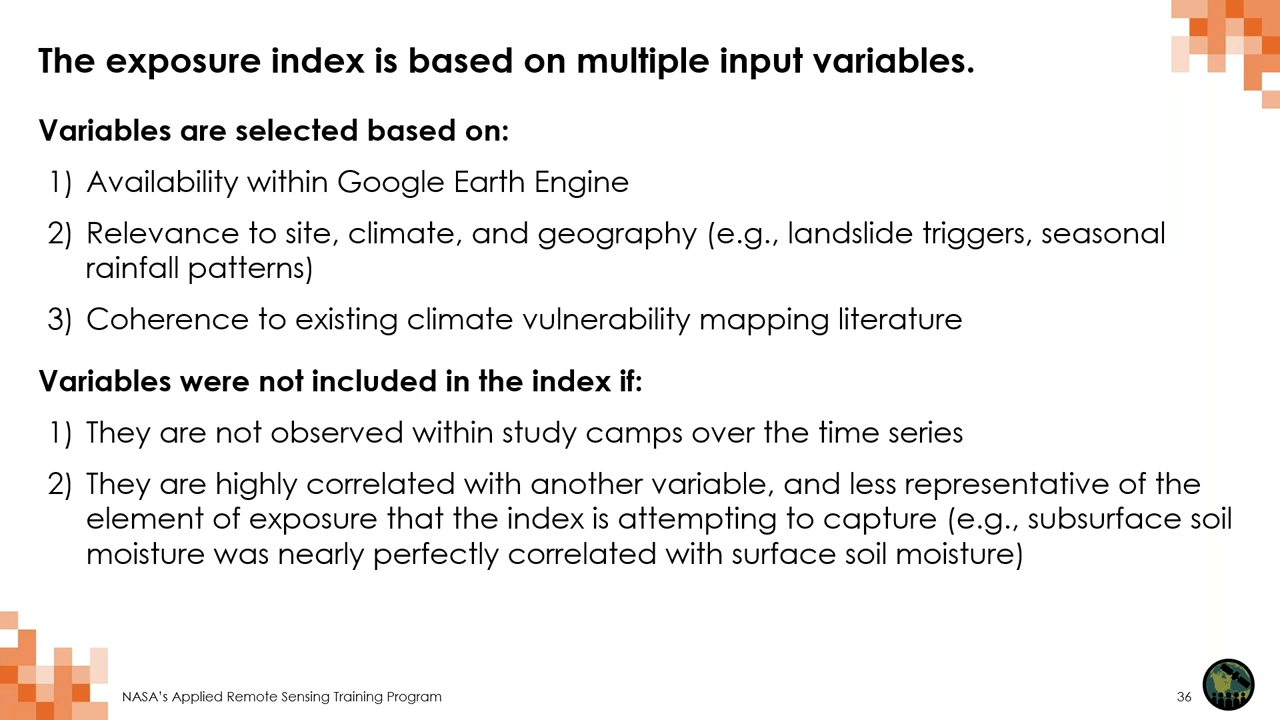 The exposure index is based on multiple input variables.
Variables are selected based on:
1) Availability within Google Earth Engine
2) Relevance to site, climate, and geography (e.g., landslide triggers, seasonal
rainfall patterns)
3) Coherence to existing climate vulnerability mapping literature
Variables were not included in the index if:
1) They are not observed within study camps over the time series
2) They are highly correlated with another variable, and less representative of the
element of exposure that the index is attempting to capture (e.g., subsurface soil
moisture was nearly perfectly correlated with surface soil moisture)
NASA's Applied Remote Sensing Training Program
36